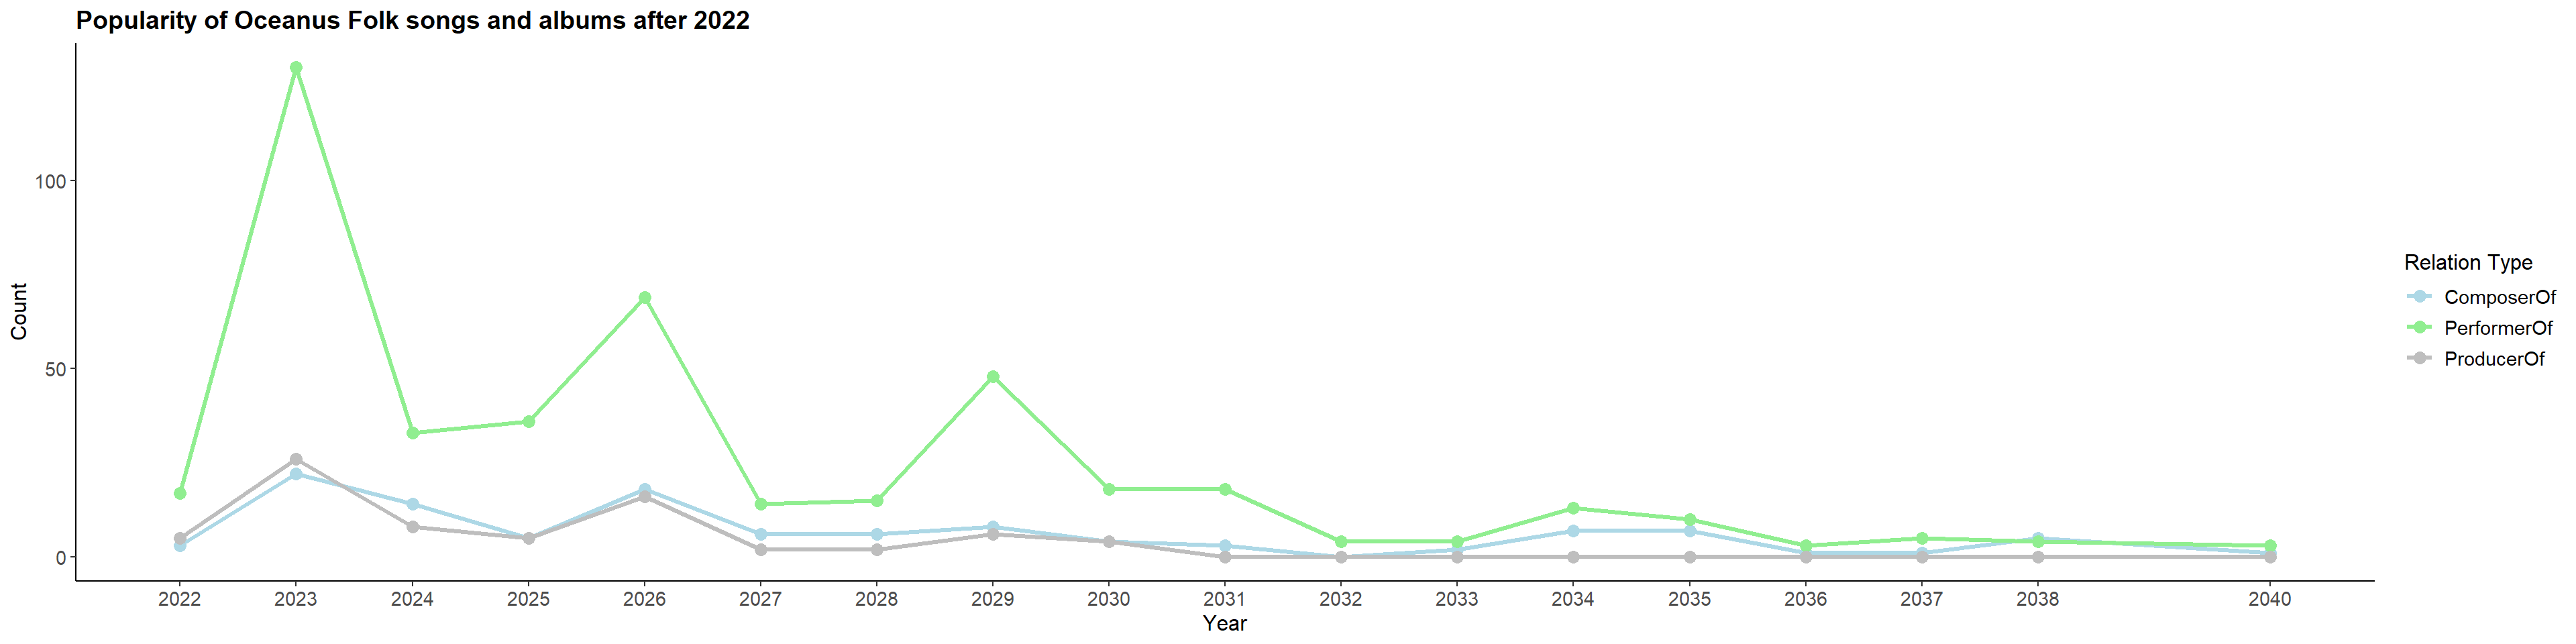 Popularity of Oceanus Folk songs and albums after 2022
Count
100
50
0
2022 2023 2024 2025 2026 2027 2028 2029 2030 2031 2032 2033 2034 2035 2036 2037 2038 2040
Year
Relation Type
ComposerOf
PerformerOf
ProducerOf